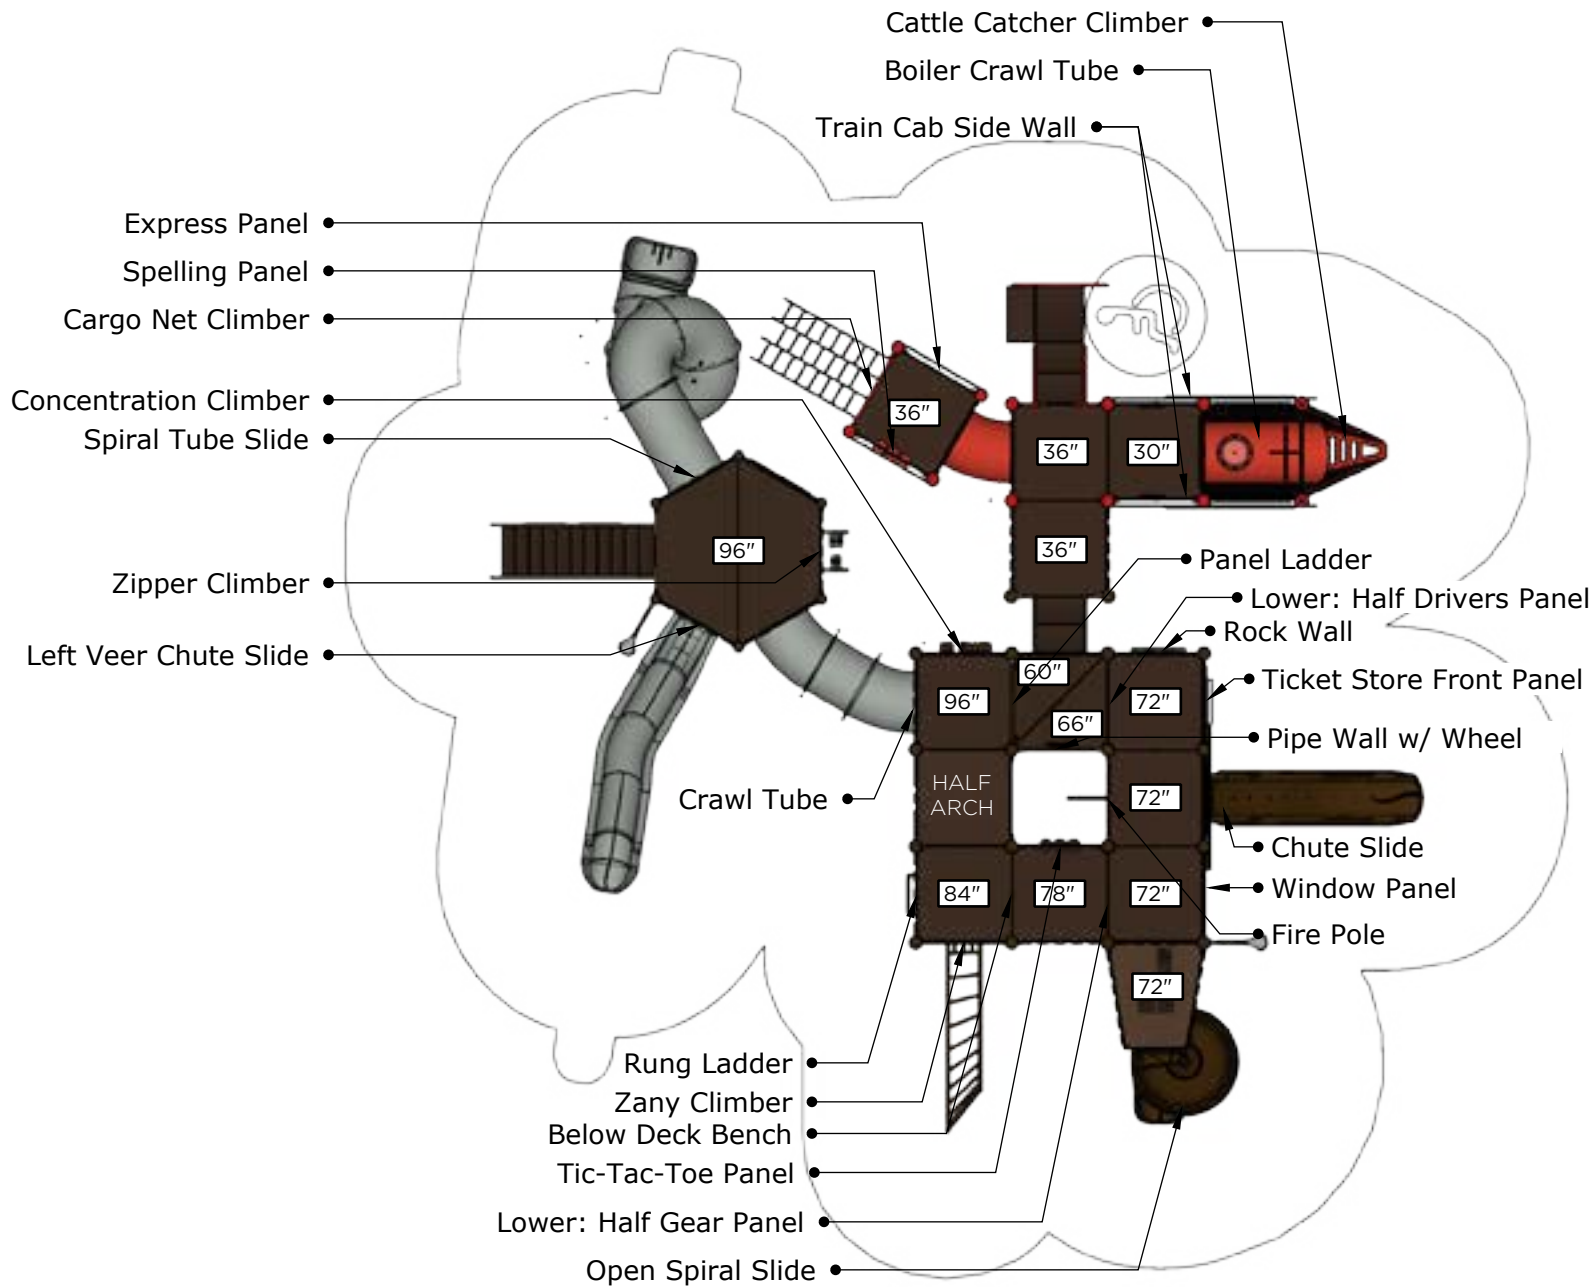 Cattle Catcher Climber
Boiler Crawl Tube
Train Cab Side Wall
Express Panel
Spelling Panel
Cargo Net Climber
Concentration Climber
Spiral Tube Slide
Zipper Climber
Left Veer Chute Slide
36"
36"
30"
96"
36"
Panel Ladder
Lower: Half Drivers Panel
Rock Wall
Ticket Store Front Panel
Pipe Wall w/ Wheel
60"
96"
72"
66"
Crawl Tube
HALF
ARCH
72"
Chute Slide
Window Panel
Fire Pole
84"
78"
72"
72"
Rung Ladder
Zany Climber
Below Deck Bench
Tic-Tac-Toe Panel
Lower: Half Gear Panel
Open Spiral Slide